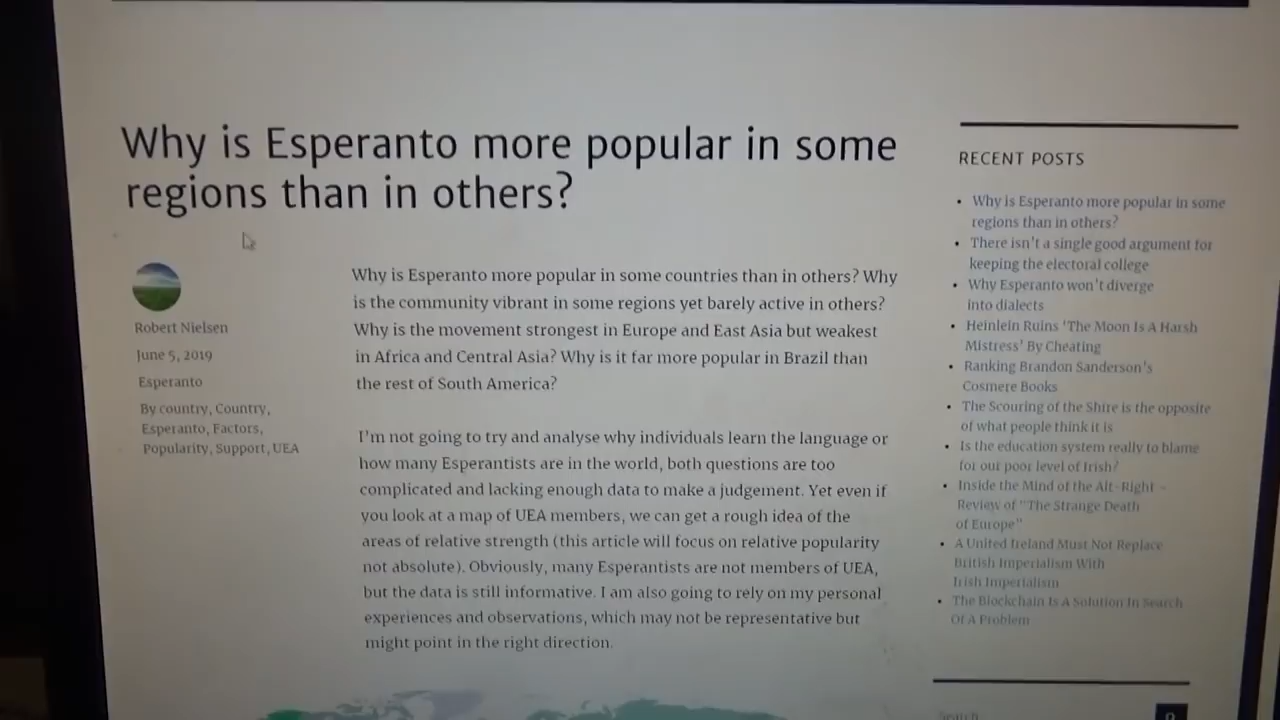 Why is Esperanto more popular in some
regions than in others?
Robert Nielsen
June 5, 2019
Esperanto
By country, Country,
Esperanto, Factors,
Popularity, Support, UEA
Why is Esperanto more popular in some countries than in others? Why
is the community vibrant in some regions yet barely active in others?
Why is the movement strongest in Europe and East Asia but weakest
in Africa and Central Asia? Why is it far more popular in Brazil than
the rest of South America?
I'm not going to try and analyse why individuals learn the language or
how many Esperantists are in the world, both questions are too
complicated and lacking enough data to make a judgement. Yet even if
you look at a map of UEA members, we can get a rough idea of the
areas of relative strength (this article will focus on relative popularity
not absolute). Obviously, many Esperantists are not members of UEA,
but the data is still informative. I am also going to rely on my personal
experiences and observations, which may not be representative but
might point in the right direction.
RECENT POSTS
• Why is Esperanto more popular in some
regions than in others?
• There isn't a single good argument for
keeping the electoral college
• Why Esperanto won't diverge
into dialects
• Heinlein Ruins 'The Moon Is A Harsh
Mistress' By Cheating
• Ranking Brandon Sanderson's
Cosmere Books
• The Scouring of the Shire is the opposite
of what people think it is
• Is the education system really to blame
for our poor level of Irish?
• Inside the Mind of the Alt-Right –
Review of "The Strange Death
of Europe"
• A United Ireland Must Not Replace
British Imperialism With
Irish Imperialism
• The Blockchain Is A Solution In Search
Of A Problem
Search